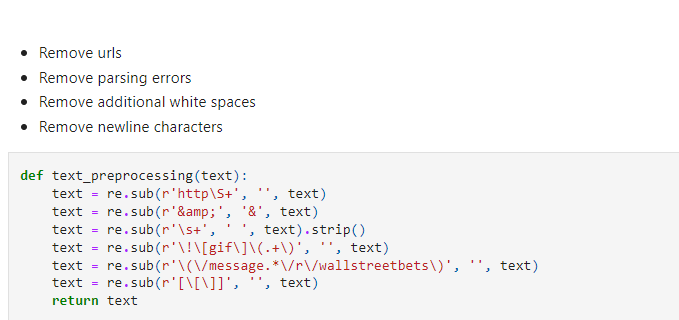 • Remove urls
• Remove parsing errors
• Remove additional white spaces
• Remove newline characters
def text_preprocessing(text):
    text = re.sub(r'http\S+', '', text)
    text = re.sub(r'&amp;', '&', text)
    text = re.sub(r'\s+', ' ', text).strip()
    text = re.sub(r'\!\[gif\]\(.+\)', '', text)
    text = re.sub(r'\(\/message.*\/r\/wallstreetbets\)', '', text)
    text = re.sub(r'[\[\]]', '', text)
    return text